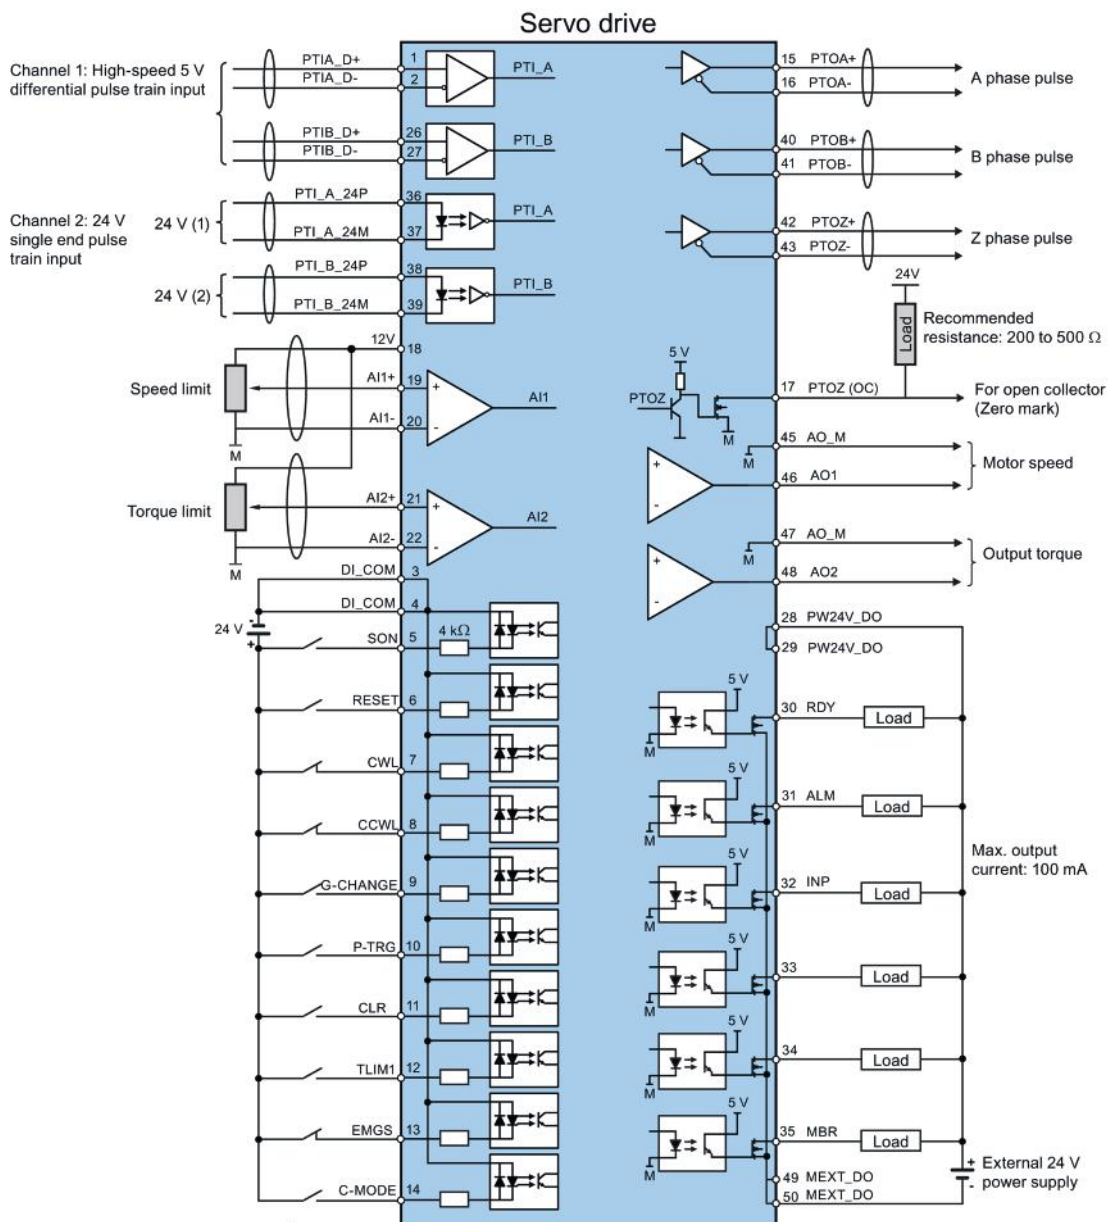 Servo drive
Channel 1: High-speed 5 V
differential pulse train input
PTIA_D+
1
PTIA_D-
2
PTI_A
PTIB_D+
26
PTIB_D-
27
PTI_B
Channel 2: 24 V
single end pulse
train input
24 V (1)
PTI_A_24P
36
PTI_A_24M
37
PTI_A
24 V (2)
PTI_B_24P
38
PTI_B_24M
39
PTI_B
12V
18
Speed limit
AI1+
19
AI1-
20
AI1
M
Torque limit
AI2+
21
AI2-
22
AI2
M
DI_COM
3
DI_COM
4
24 V
-
+
SON
5
4 kΩ
RESET
6
CWL
7
CCWL
8
G-CHANGE
9
P-TRG
10
CLR
11
TLIM1
12
EMGS
13
C-MODE
14
15 PTOA+
16 PTOA-
A phase pulse
40 PTOB+
41 PTOB-
B phase pulse
42 PTOZ+
43 PTOZ-
Z phase pulse
24V
Load
Recommended
resistance: 200 to 500 Ω
5 V
PTOZ
M
17 PTOZ (OC)
For open collector
(Zero mark)
45 AO_M
M
46 AO1
Motor speed
47 AO_M
M
48 AO2
Output torque
+
-
+
-
+
-
+
-
28 PW24V_DO
29 PW24V_DO
5 V
30 RDY
Load
M
5 V
31 ALM
Load
M
Max. output
current: 100 mA
5 V
32 INP
Load
M
5 V
33
Load
M
5 V
34
Load
M
5 V
35 MBR
Load
M
49 MEXT_DO
50 MEXT_DO
+
-
External 24 V
power supply